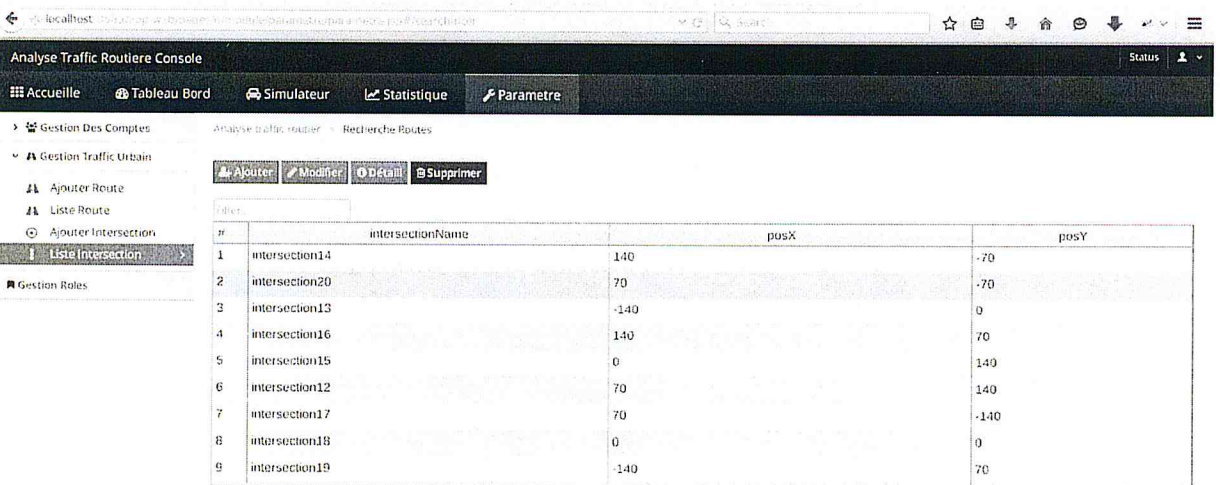 localhost
Search
Analyse Traffic Routiere Console
Status
Accueille Tableau Bord Simulateur Statistique Parametre
Gestion Des Comptes
Gestion Traffic Urbain
Ajouter Route
Liste Route
Ajouter Intersection
Liste Intersection
Gestion Roles
Analyse traffic routier Recherche Routes
Ajouter Modifier Détaill Supprimer
Filter...
# intersectionName posX posY
1 intersection14 140 -70
2 intersection20 70 -70
3 intersection13 -140 0
4 intersection16 140 70
5 intersection15 0 140
6 intersection12 70 140
7 intersection17 70 -140
8 intersection18 0 0
9 intersection19 -140 70